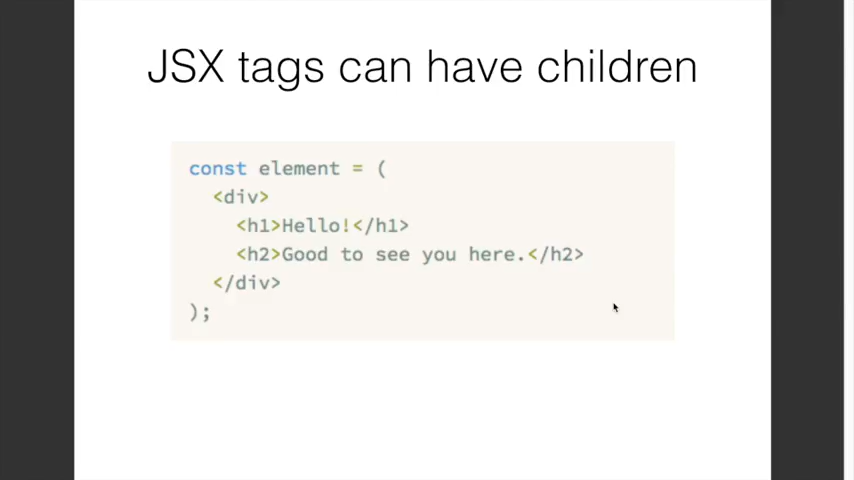 JSX tags can have children
const element = (
  <div>
    <h1>Hello!</h1>
    <h2>Good to see you here.</h2>
  </div>
);